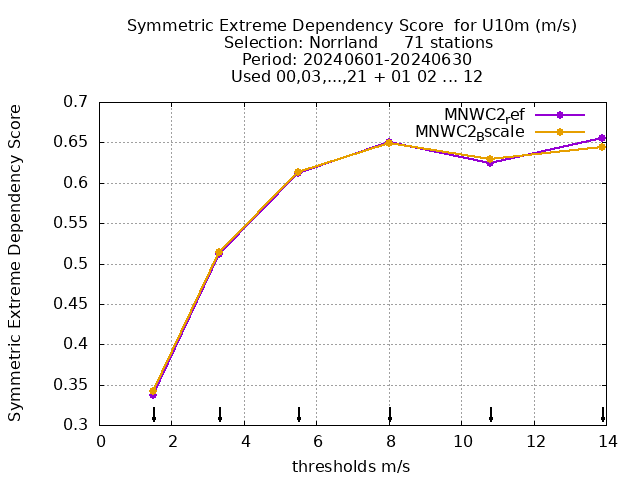 Symmetric Extreme Dependency Score  for U10m (m/s)
Selection: Norrland     71 stations
Period: 20240601-20240630
Used 00,03,...,21 + 01 02 ... 12
MNWC2ref
MNWC2Bscale
Symmetric Extreme Dependency Score
0.7
0.65
0.6
0.55
0.5
0.45
0.4
0.35
0.3
0 2 4 6 8 10 12 14
thresholds m/s